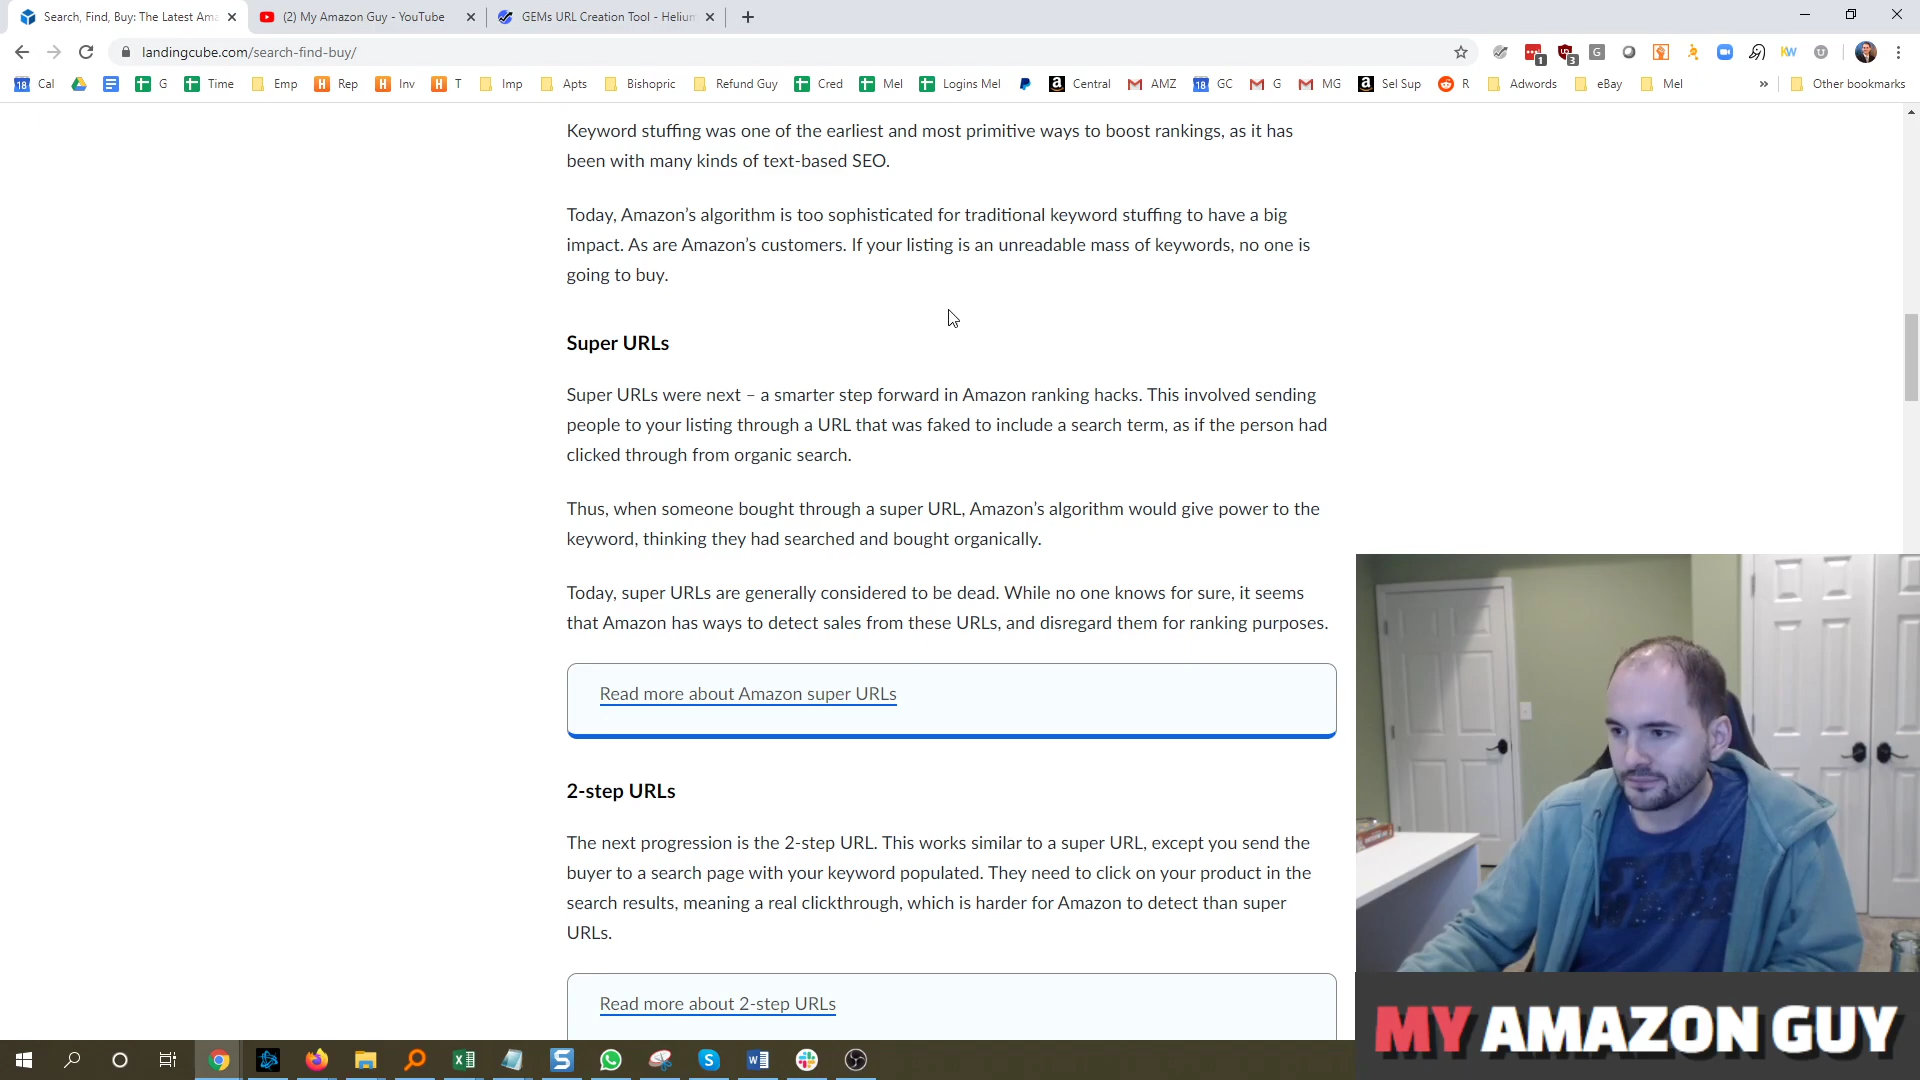 Search, Find, Buy: The Latest Ama
(2) My Amazon Guy - YouTube
GEMs URL Creation Tool - Helium
landingcube.com/search-find-buy/
1
3
G
KW
U
18 Cal
G
Time
Emp
H Rep
H Inv
H T
Imp
Apts
Bishopric
Refund Guy
Cred
Mel
Logins Mel
a Central
AMZ
18 GC
G
MG
a Sel Sup
R
Adwords
eBay
Mel
»
Other bookmarks
Keyword stuffing was one of the earliest and most primitive ways to boost rankings, as it has
been with many kinds of text-based SEO.
Today, Amazon’s algorithm is too sophisticated for traditional keyword stuffing to have a big
impact. As are Amazon’s customers. If your listing is an unreadable mass of keywords, no one is
going to buy.
Super URLs
Super URLs were next – a smarter step forward in Amazon ranking hacks. This involved sending
people to your listing through a URL that was faked to include a search term, as if the person had
clicked through from organic search.
Thus, when someone bought through a super URL, Amazon’s algorithm would give power to the
keyword, thinking they had searched and bought organically.
Today, super URLs are generally considered to be dead. While no one knows for sure, it seems
that Amazon has ways to detect sales from these URLs, and disregard them for ranking purposes.
Read more about Amazon super URLs
2-step URLs
The next progression is the 2-step URL. This works similar to a super URL, except you send the
buyer to a search page with your keyword populated. They need to click on your product in the
search results, meaning a real clickthrough, which is harder for Amazon to detect than super
URLs.
Read more about 2-step URLs
MY AMAZON GUY